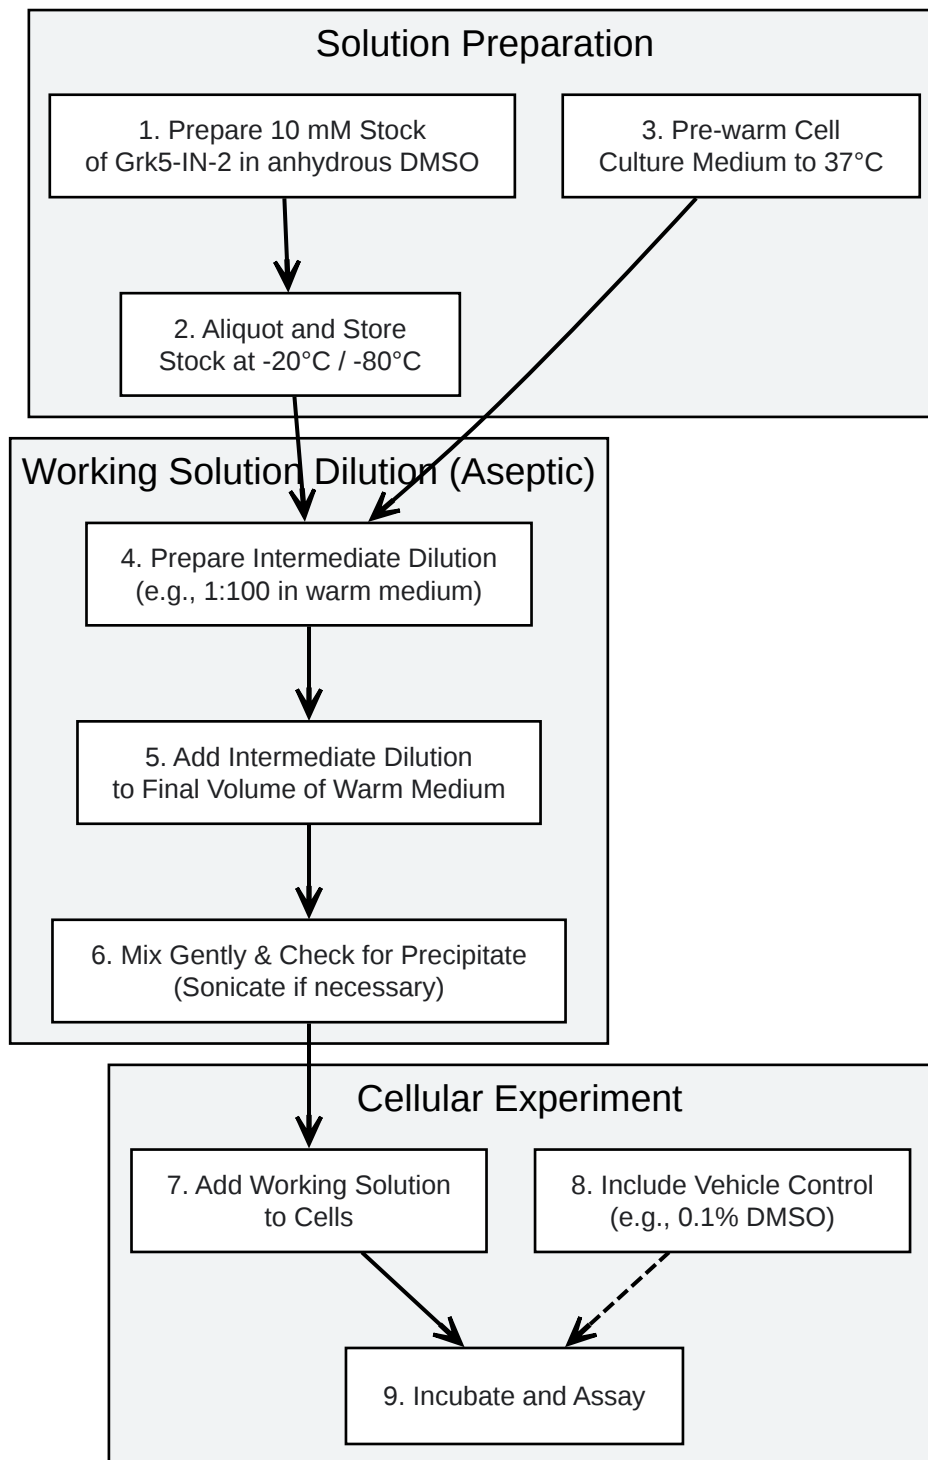 Solution Preparation
1. Prepare 10 mM Stock
of Grk5-IN-2 in anhydrous DMSO
3. Pre-warm Cell
Culture Medium to 37°C
2. Aliquot and Store
Stock at -20°C / -80°C
Working Solution Dilution (Aseptic)
4. Prepare Intermediate Dilution
(e.g., 1:100 in warm medium)
5. Add Intermediate Dilution
to Final Volume of Warm Medium
6. Mix Gently & Check for Precipitate
(Sonicate if necessary)
Cellular Experiment
7. Add Working Solution
to Cells
8. Include Vehicle Control
(e.g., 0.1% DMSO)
9. Incubate and Assay